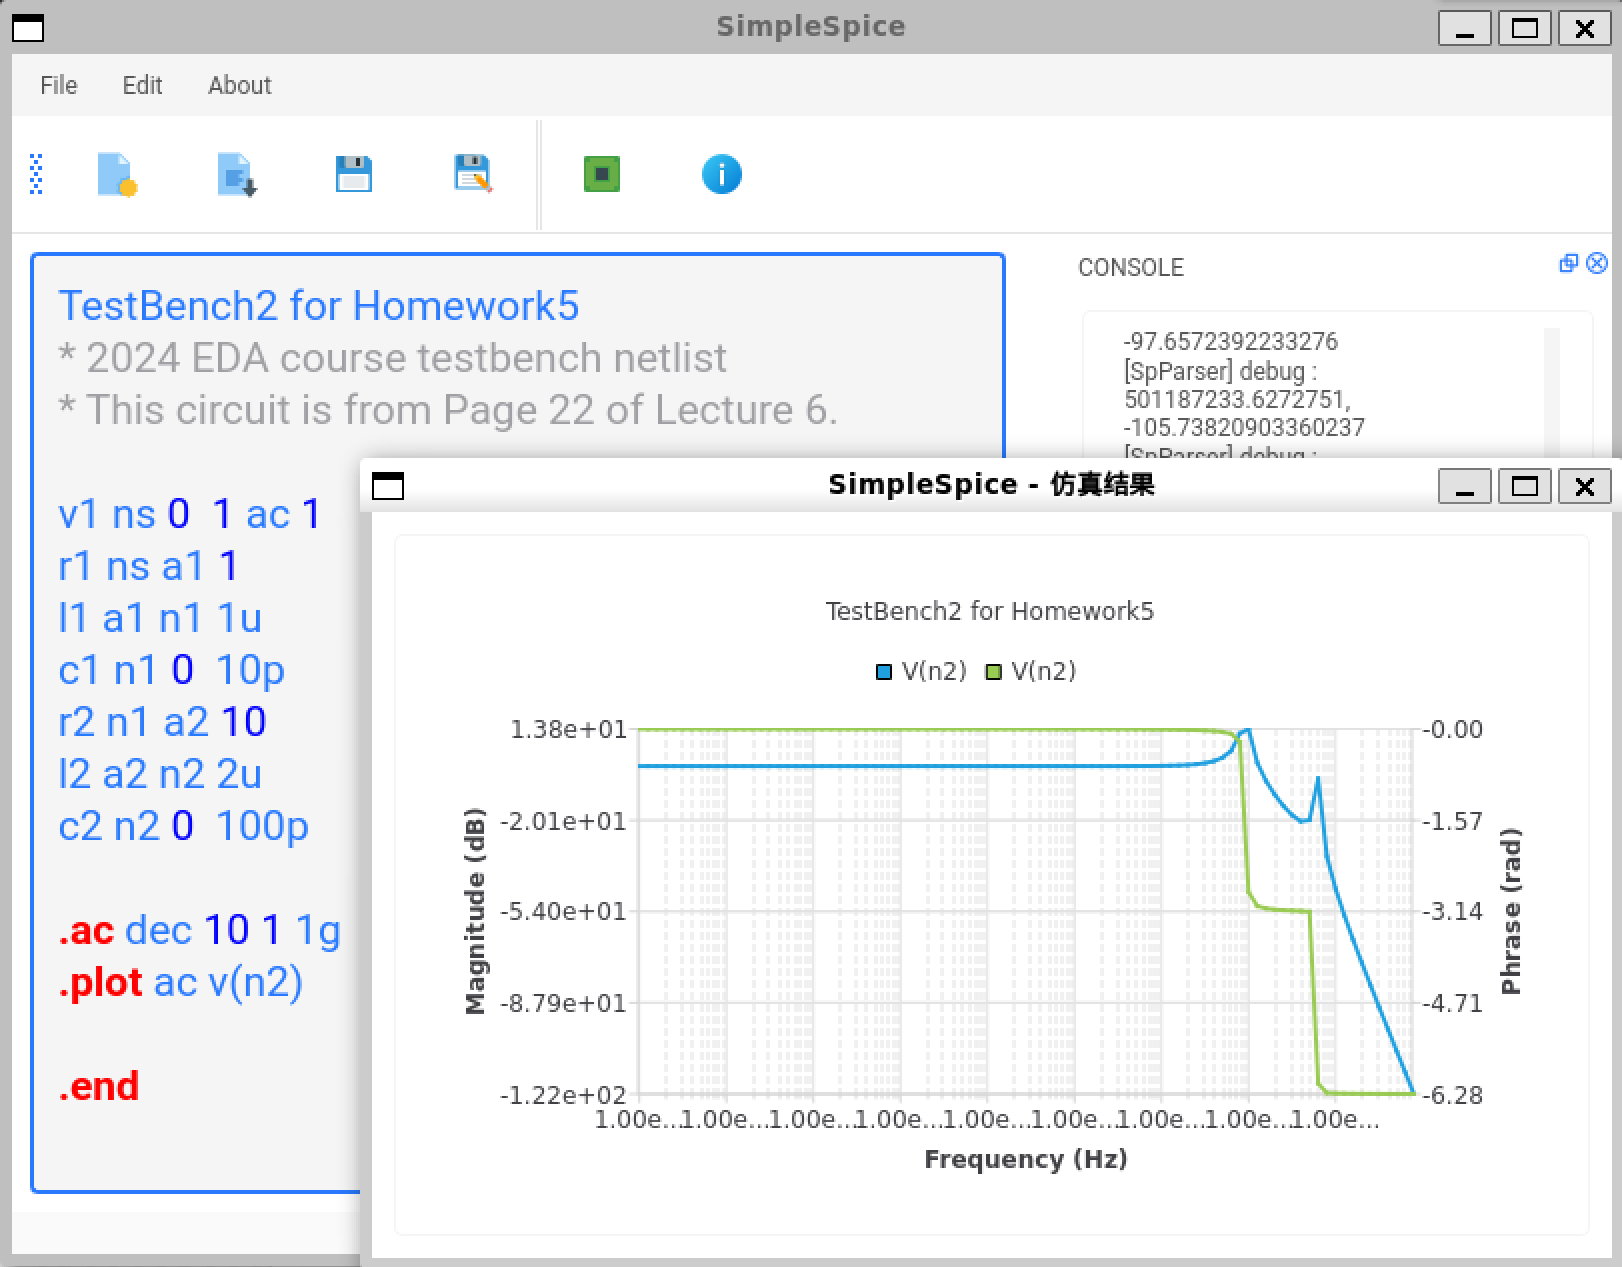 SimpleSpice
File Edit About
TestBench2 for Homework5
* 2024 EDA course testbench netlist
* This circuit is from Page 22 of Lecture 6.
v1 ns 0 1 ac 1
r1 ns a1 1
l1 a1 n1 1u
c1 n1 0 10p
r2 n1 a2 10
l2 a2 n2 2u
c2 n2 0 100p
.ac dec 10 1 1g
.plot ac v(n2)
.end
CONSOLE
-97.6572392233276
[SpParser] debug :
501187233.6272751,
-105.73820903360237
[SpParser] debug :
SimpleSpice - 仿真结果
TestBench2 for Homework5
V(n2) V(n2)
Magnitude (dB)
1.38e+01
-2.01e+01
-5.40e+01
-8.79e+01
-1.22e+02
-0.00
-1.57
-3.14
-4.71
-6.28
Phrase (rad)
1.00e... 1.00e... 1.00e... 1.00e... 1.00e... 1.00e... 1.00e... 1.00e... 1.00e...
Frequency (Hz)